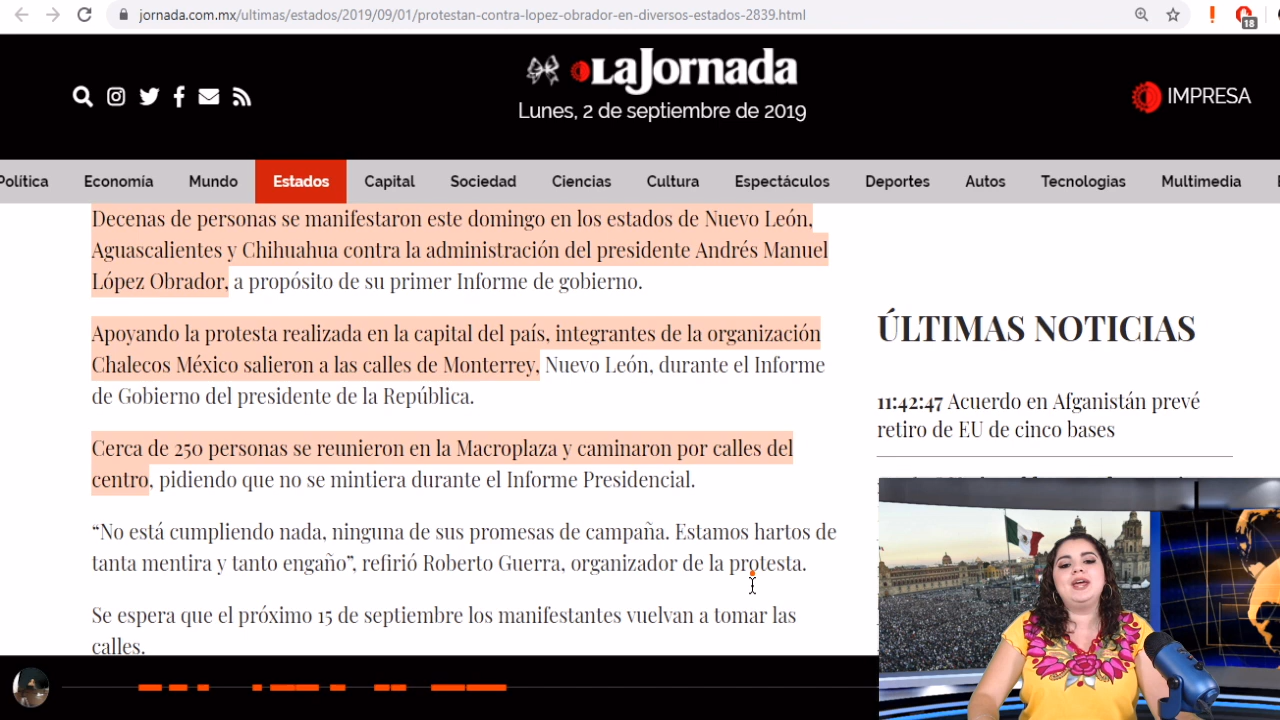 jornada.com.mx/ultimas/estados/2019/09/01/protestan-contra-lopez-obrador-en-diversos-estados-2839.html
18
LaJornada
Lunes, 2 de septiembre de 2019
IMPRESA
Política Economía Mundo Estados Capital Sociedad Ciencias Cultura Espectáculos Deportes Autos Tecnologias Multimedia
Decenas de personas se manifestaron este domingo en los estados de Nuevo León,
Aguascalientes y Chihuahua contra la administración del presidente Andrés Manuel
López Obrador, a propósito de su primer Informe de gobierno.
Apoyando la protesta realizada en la capital del país, integrantes de la organización
Chalecos México salieron a las calles de Monterrey, Nuevo León, durante el Informe
de Gobierno del presidente de la República.
Cerca de 250 personas se reunieron en la Macroplaza y caminaron por calles del
centro, pidiendo que no se mintiera durante el Informe Presidencial.
“No está cumpliendo nada, ninguna de sus promesas de campaña. Estamos hartos de
tanta mentira y tanto engaño”, refirió Roberto Guerra, organizador de la protesta.
Se espera que el próximo 15 de septiembre los manifestantes vuelvan a tomar las
calles.
ÚLTIMAS NOTICIAS
11:42:47 Acuerdo en Afganistán prevé
retiro de EU de cinco bases